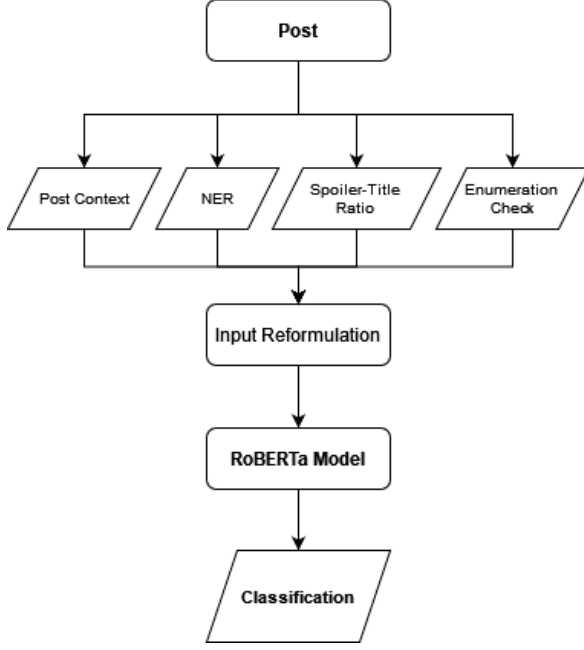 Post
Post Context
NER
Spoiler-Title
Ratio
Enumeration
Check
Input Reformulation
RoBERTa Model
Classification